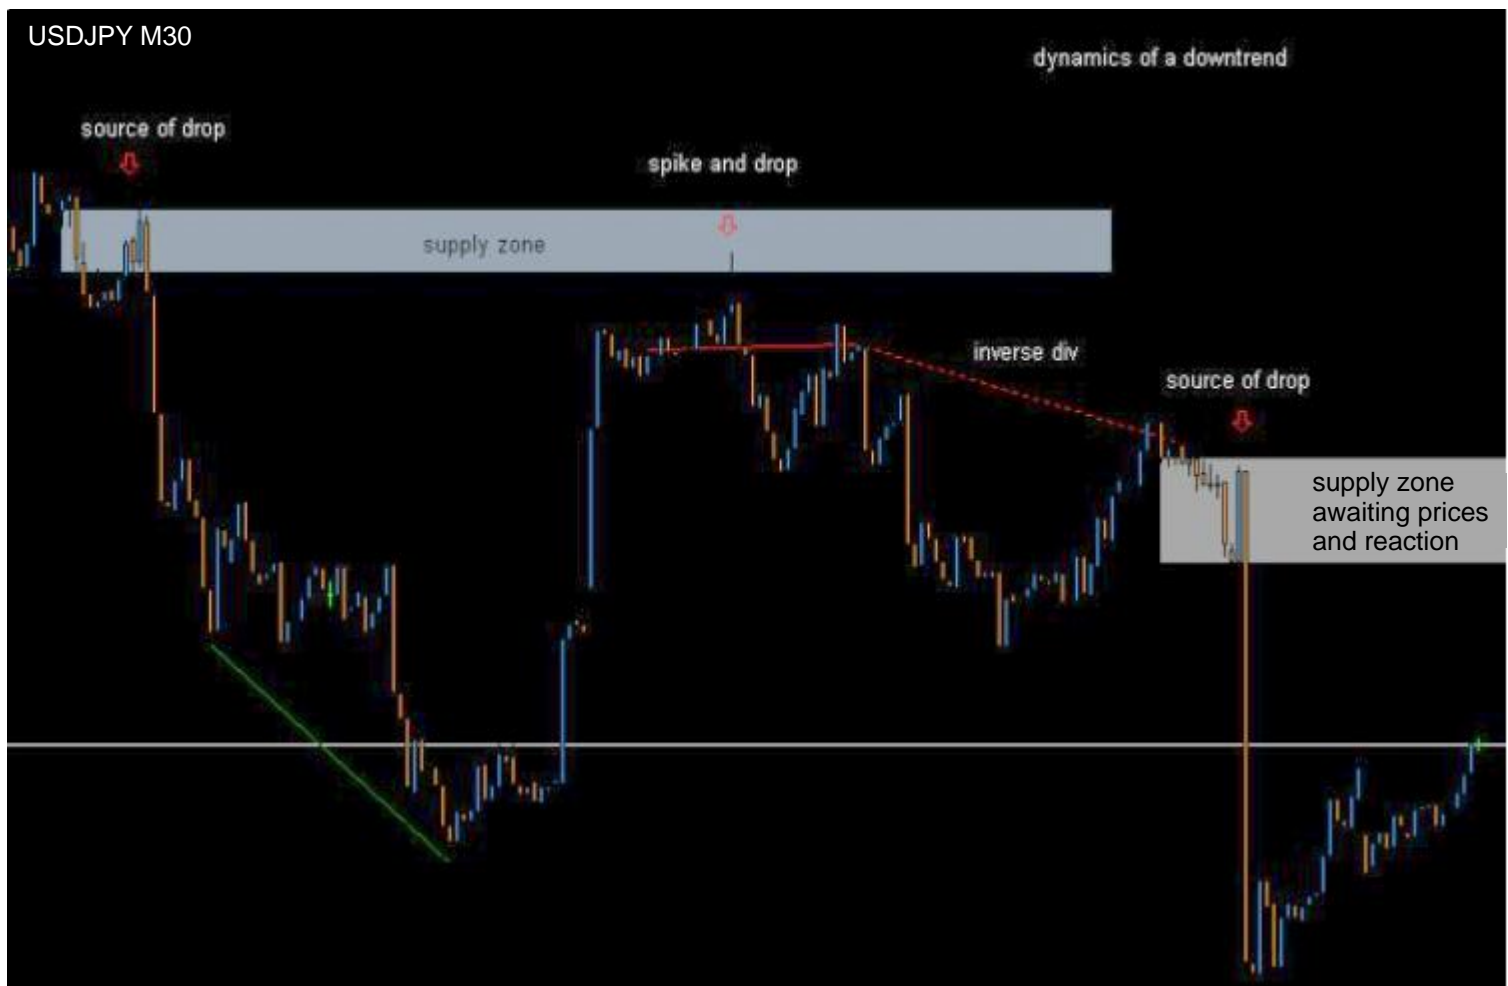 USDJPY M30
dynamics of a downtrend
source of drop
spike and drop
supply zone
inverse div
source of drop
supply zone
awaiting prices
and reaction